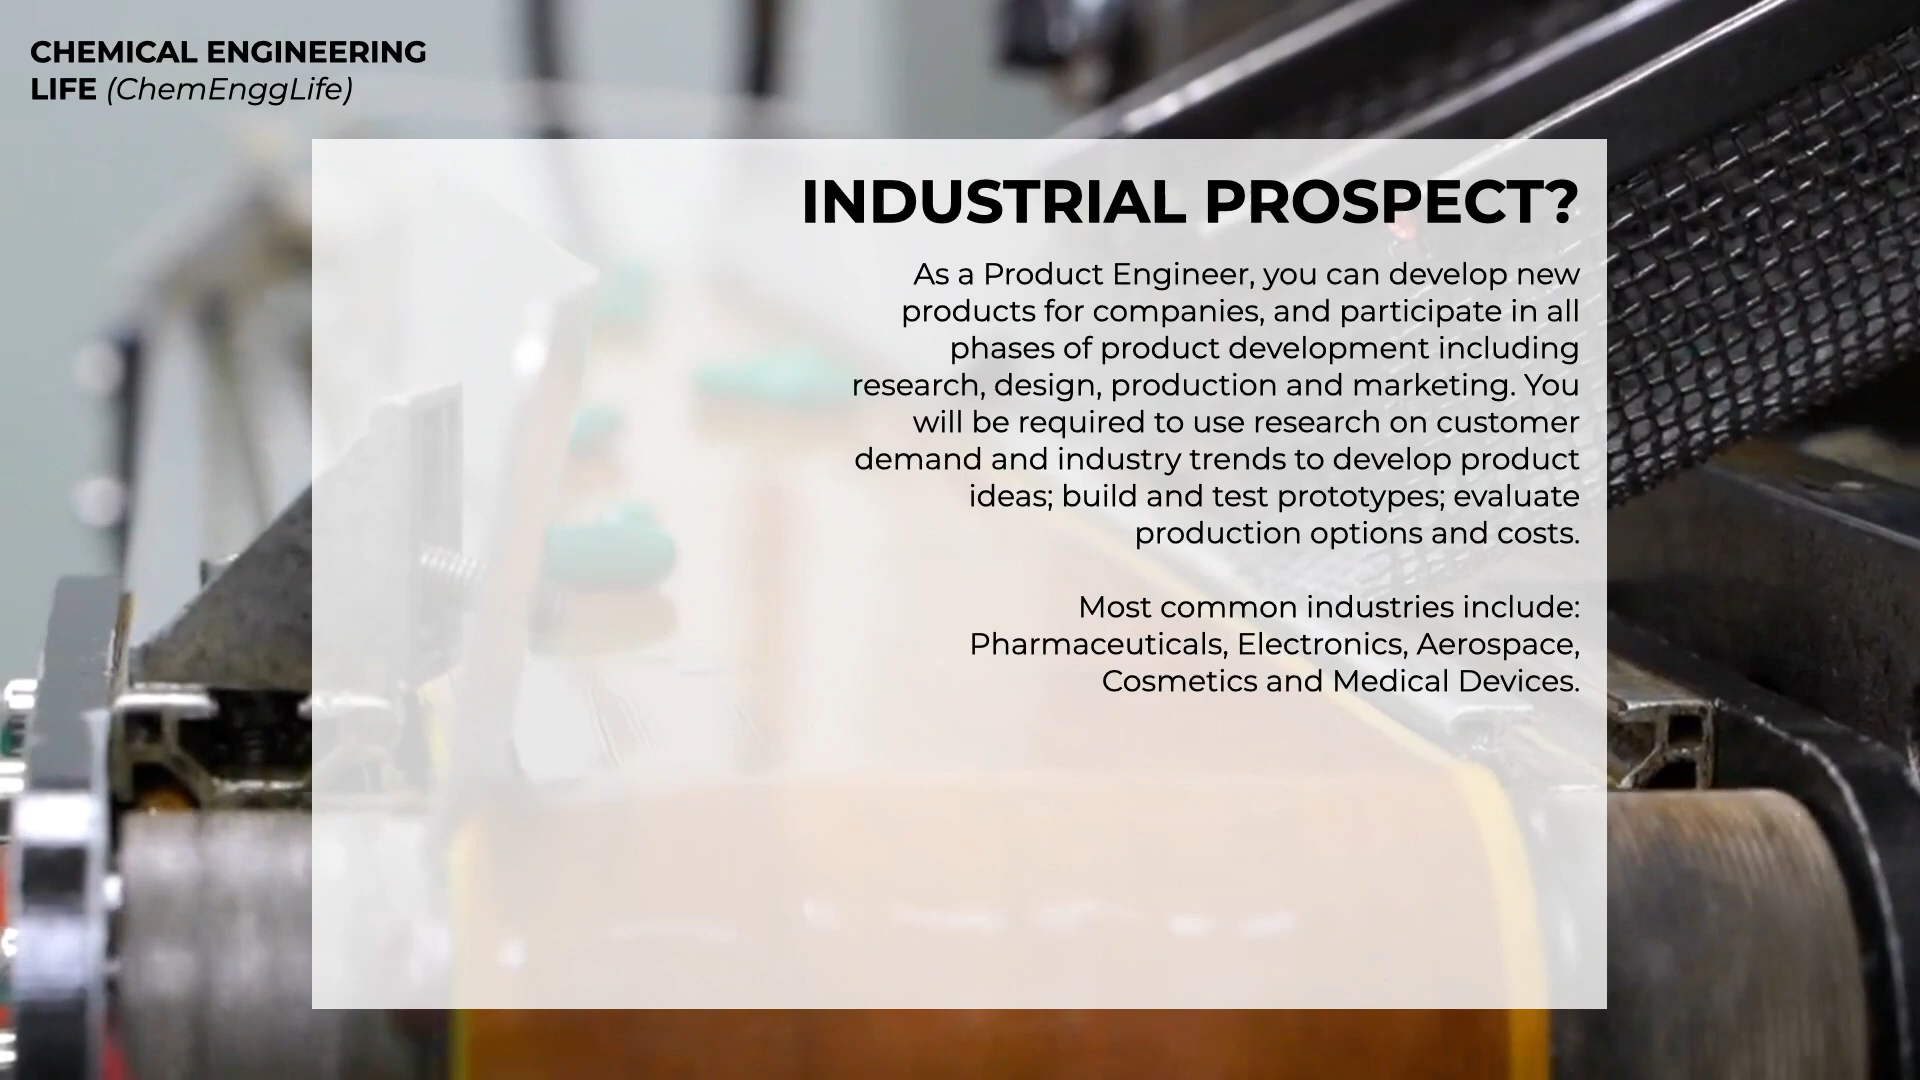 CHEMICAL ENGINEERING
LIFE (ChemEnggLife)
INDUSTRIAL PROSPECT?
As a Product Engineer, you can develop new
products for companies, and participate in all
phases of product development including
research, design, production and marketing. You
will be required to use research on customer
demand and industry trends to develop product
ideas; build and test prototypes; evaluate
production options and costs.
Most common industries include:
Pharmaceuticals, Electronics, Aerospace,
Cosmetics and Medical Devices.